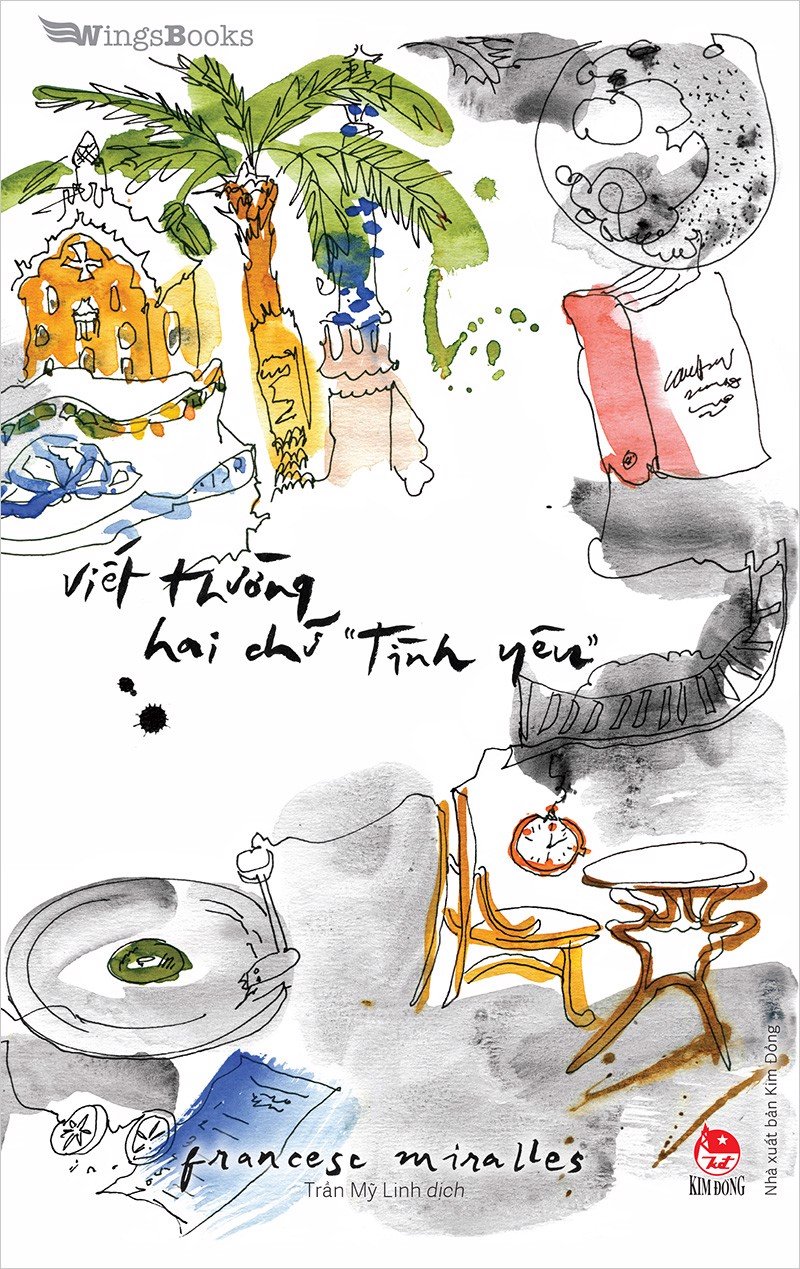 WingsBooks
viết thường
hai chữ "Tình yêu"
francesc miralles
Trần Mỹ Linh dịch
KIM ĐỒNG
Nhà xuất bản Kim Đồng